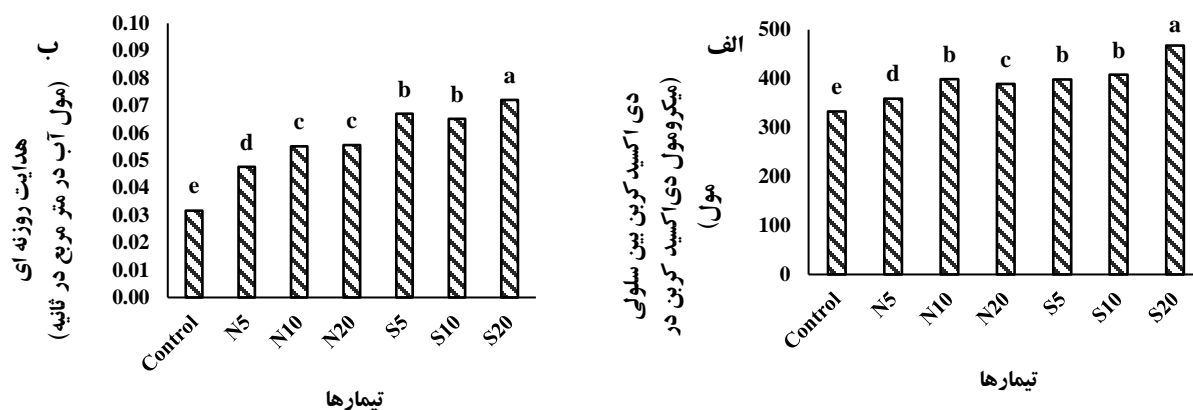 الف
دی اکسید کربن بین سلولی
(میکرومول دی‌اکسید کربن در
مول)
500
400
300
200
100
0
e
d
b
c
b
b
a
Control
N5
N10
N20
S5
S10
S20
تیمارها
ب
هدایت روزنه ای
(مول آب در متر مربع در ثانیه)
0.10
0.09
0.08
0.07
0.06
0.05
0.04
0.03
0.02
0.01
0.00
e
d
c
c
b
b
a
Control
N5
N10
N20
S5
S10
S20
تیمارها